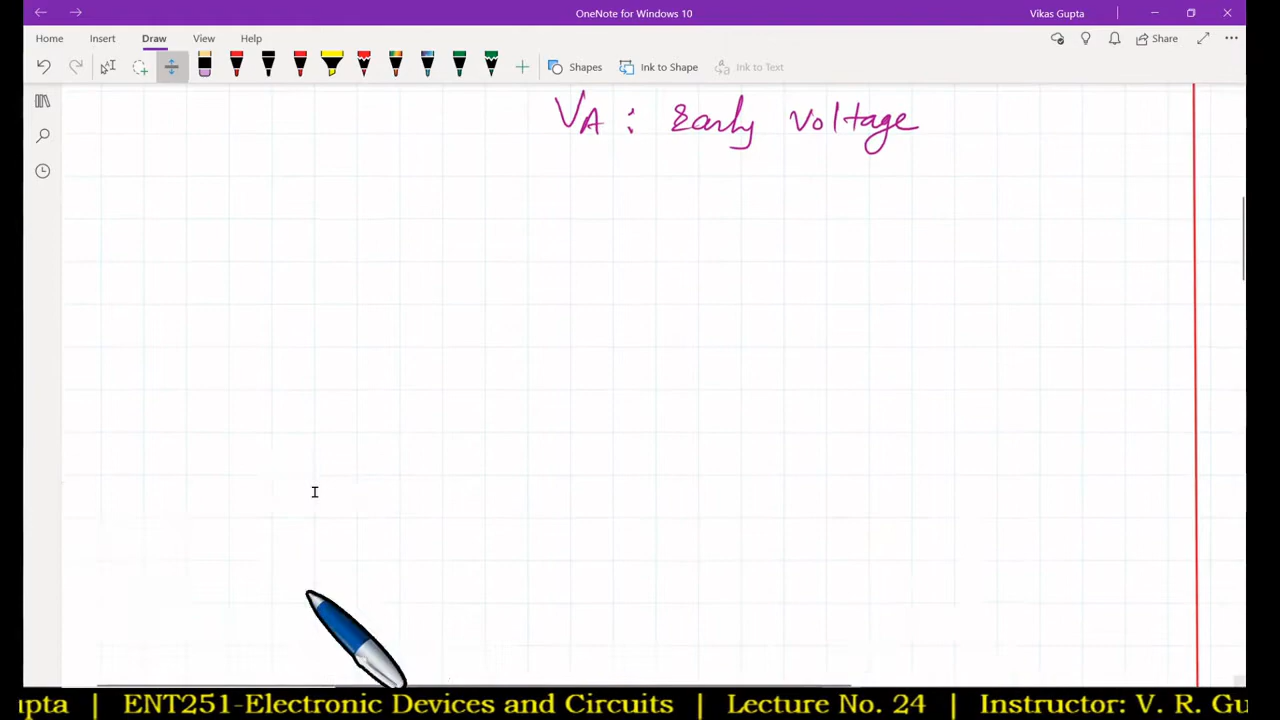 OneNote for Windows 10
Vikas Gupta
Home Insert Draw View Help
Share
Shapes
Ink to Shape
Ink to Text
VA : Early Voltage
upta | ENT251-Electronic Devices and Circuits | Lecture No. 24 | Instructor: V. R. Gu